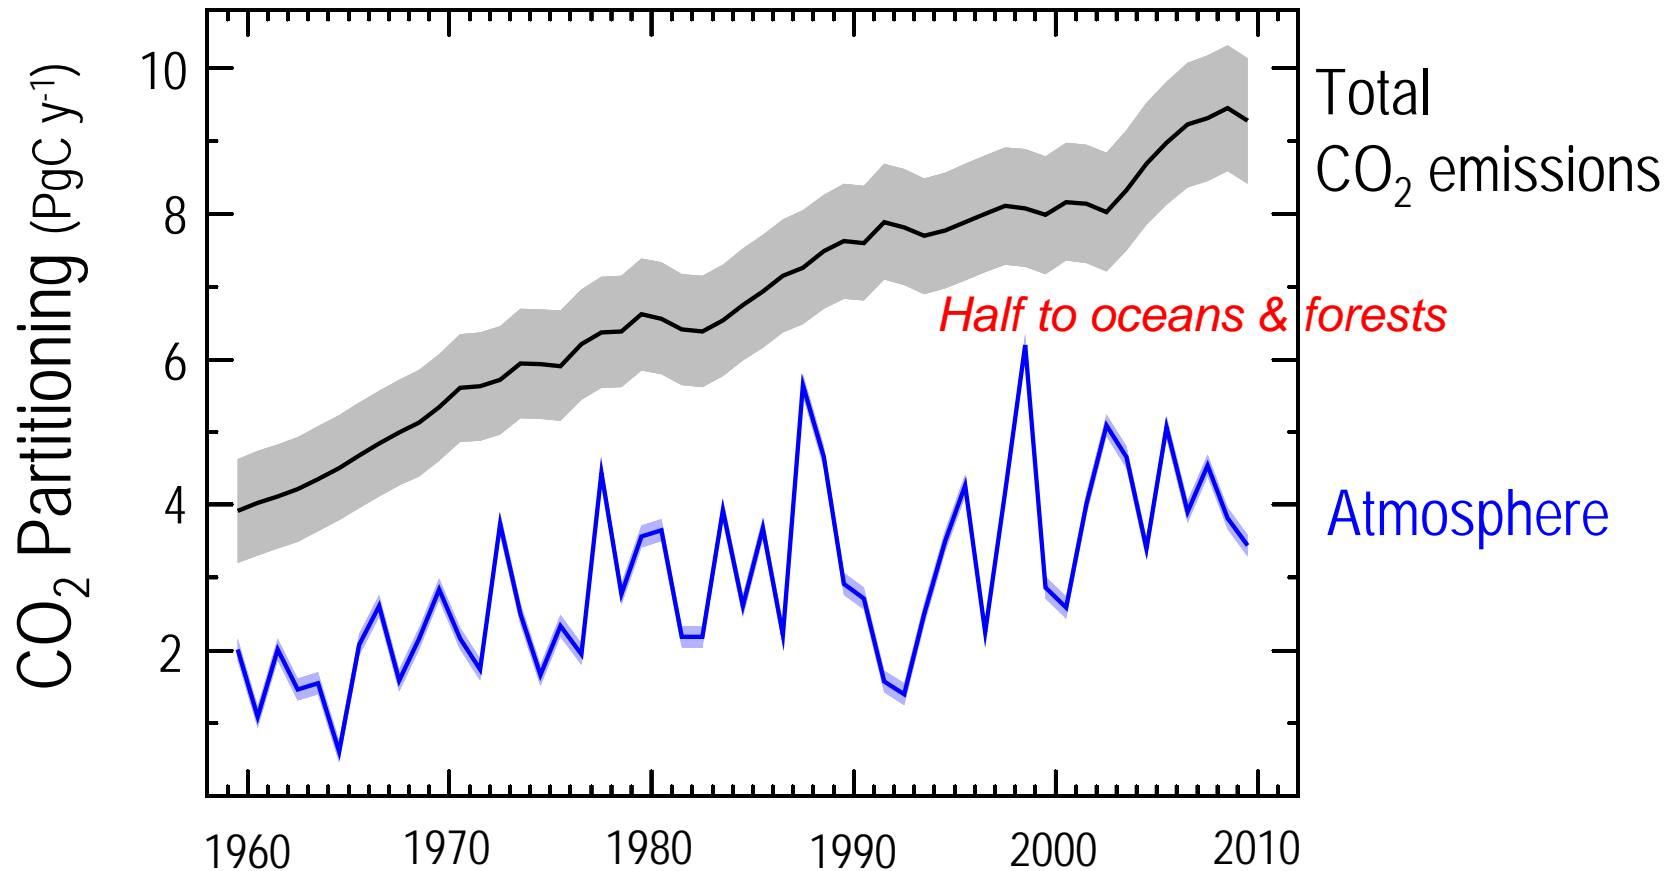 CO₂ Partitioning (PgC y⁻¹)
10
8
6
4
2
1960
1970
1980
1990
2000
2010
Total
CO₂ emissions
Half to oceans & forests
Atmosphere